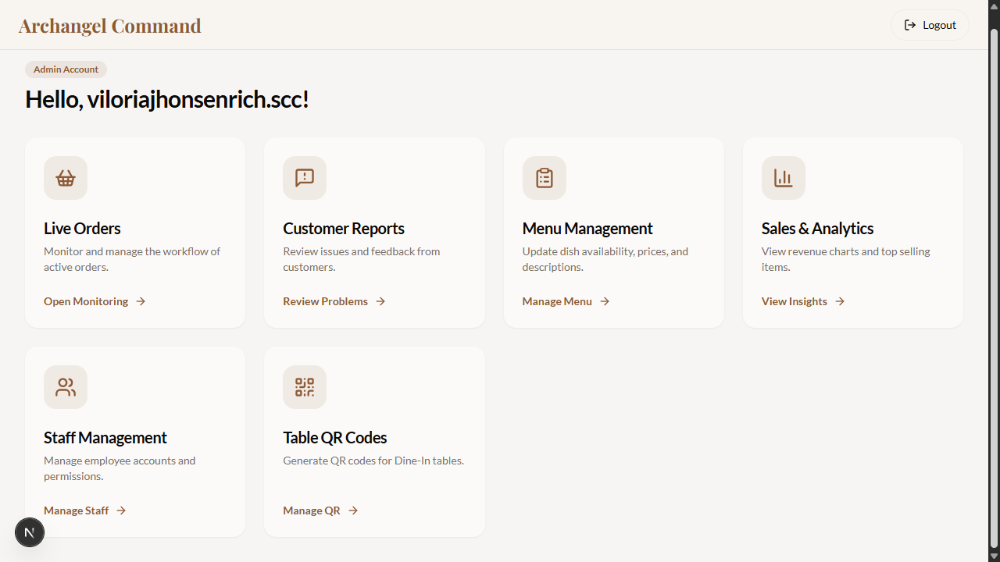 Archangel Command
Logout
Admin Account
Hello, viloriajhonsenrich.scc!
Live Orders
Monitor and manage the workflow of
active orders.
Open Monitoring
Customer Reports
Review issues and feedback from
customers.
Review Problems
Menu Management
Update dish availability, prices, and
descriptions.
Manage Menu
Sales & Analytics
View revenue charts and top selling
items.
View Insights
Staff Management
Manage employee accounts and
permissions.
Manage Staff
Table QR Codes
Generate QR codes for Dine-In tables.
Manage QR
N